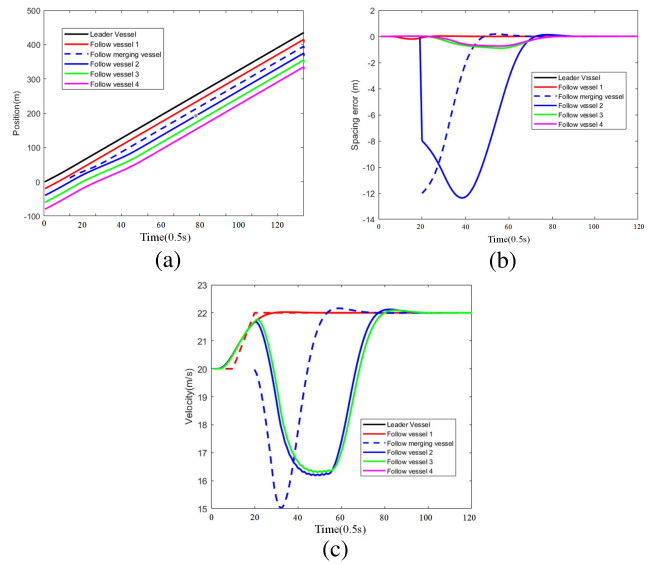 500
400
300
200
100
0
-100
Position(m)
Leader Vessel
Follow vessel 1
Follow merging vessel
Follow vessel 2
Follow vessel 3
Follow vessel 4
0 20 40 60 80 100 120
Time(0.5s)
(a)
2
0
-2
-4
-6
-8
-10
-12
-14
Spacing error (m)
Leader Vessel
Follow vessel 1
Follow merging vessel
Follow vessel 2
Follow vessel 3
Follow vessel 4
0 20 40 60 80 100 120
Time(0.5s)
(b)
23
22
21
20
19
18
17
16
15
Velocity(m/s)
Leader Vessel
Follow vessel 1
Follow merging vessel
Follow vessel 2
Follow vessel 3
Follow vessel 4
0 20 40 60 80 100 120
Time(0.5s)
(c)